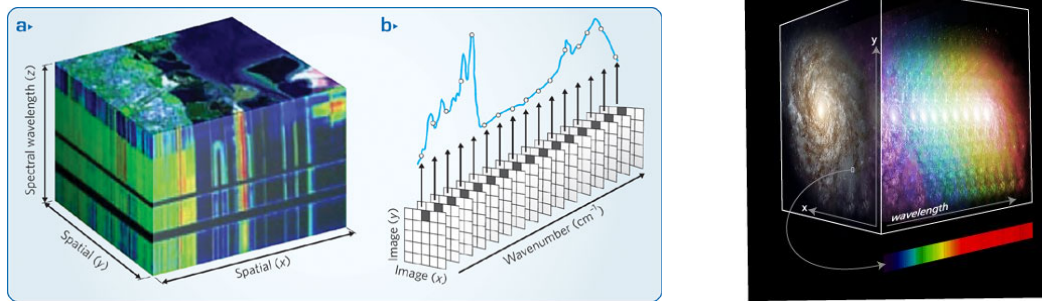 a
b
Spectral wavelength (z)
Spatial (y)
Spatial (x)
Image (y)
Image (x)
Wavenumber (cm⁻¹)
y
x
wavelength